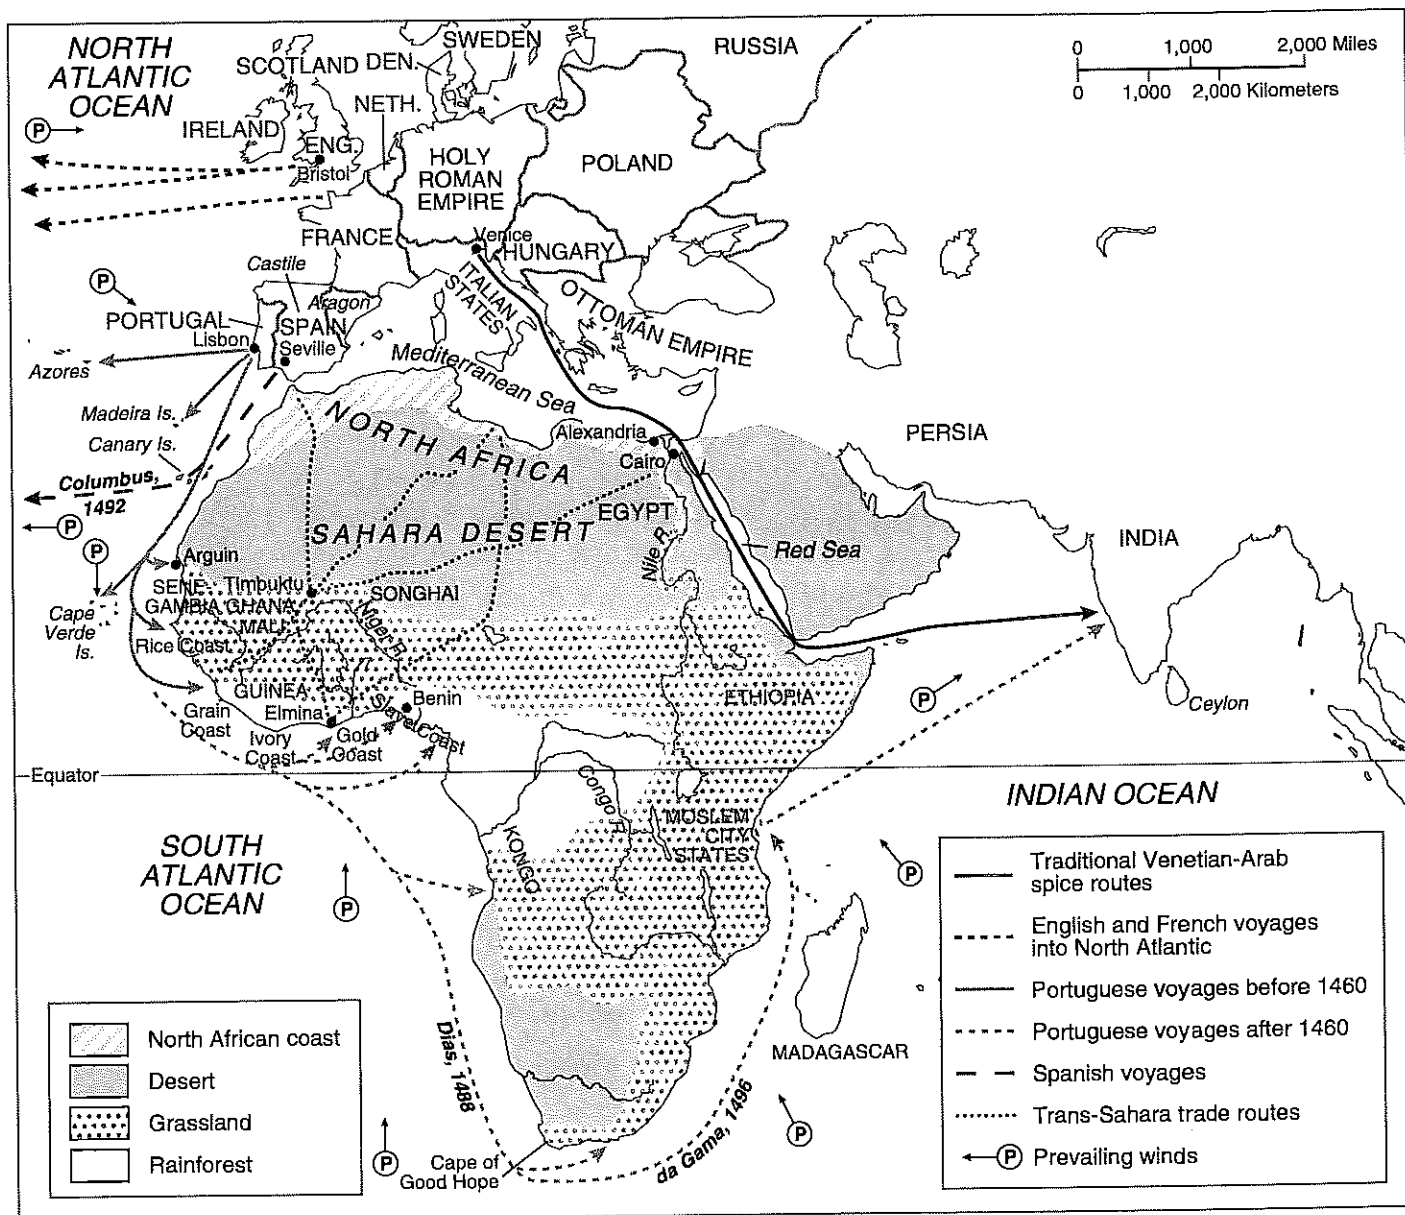 NORTH
ATLANTIC
OCEAN
SCOTLAND
DEN.
SWEDEN
RUSSIA
0 1,000 2,000 Miles
0 1,000 2,000 Kilometers
NETH.
P
IRELAND
ENG.
Bristol
HOLY
ROMAN
EMPIRE
POLAND
FRANCE
Venice
HUNGARY
Castile
Aragon
ITALIAN
STATES
OTTOMAN EMPIRE
P
PORTUGAL
SPAIN
Lisbon
Seville
Mediterranean Sea
Azores
Madeira Is.
Canary Is.
NORTH AFRICA
Alexandria
Cairo
PERSIA
Columbus,
1492
P
P
SAHARA DESERT
EGYPT
Nile R.
Red Sea
INDIA
Arguin
SENE-
GAMBIA
Timbuktu
GHANA
MALI
SONGHAI
Cape
Verde
Is.
Rice Coast
Niger R.
GUINEA
Elmina
Benin
Slave Coast
Grain
Coast
Ivory
Coast
Gold
Coast
ETHIOPIA
P
Ceylon
Equator
Congo R.
KONGO
MOSLEM
CITY
STATES
INDIAN OCEAN
SOUTH
ATLANTIC
OCEAN
P
P
Traditional Venetian-Arab
spice routes
English and French voyages
into North Atlantic
Portuguese voyages before 1460
Portuguese voyages after 1460
Spanish voyages
Trans-Sahara trade routes
P Prevailing winds
MADAGASCAR
Dias, 1488
da Gama, 1496
P
P
Cape of
Good Hope
North African coast
Desert
Grassland
Rainforest